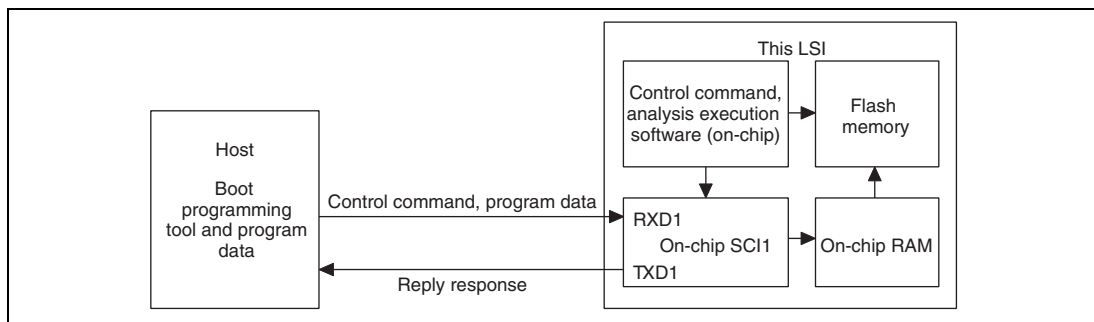 Host
Boot
programming
tool and program
data
Control command, program data
Reply response
This LSI
Control command,
analysis execution
software (on-chip)
Flash
memory
RXD1
On-chip SCI1
TXD1
On-chip RAM